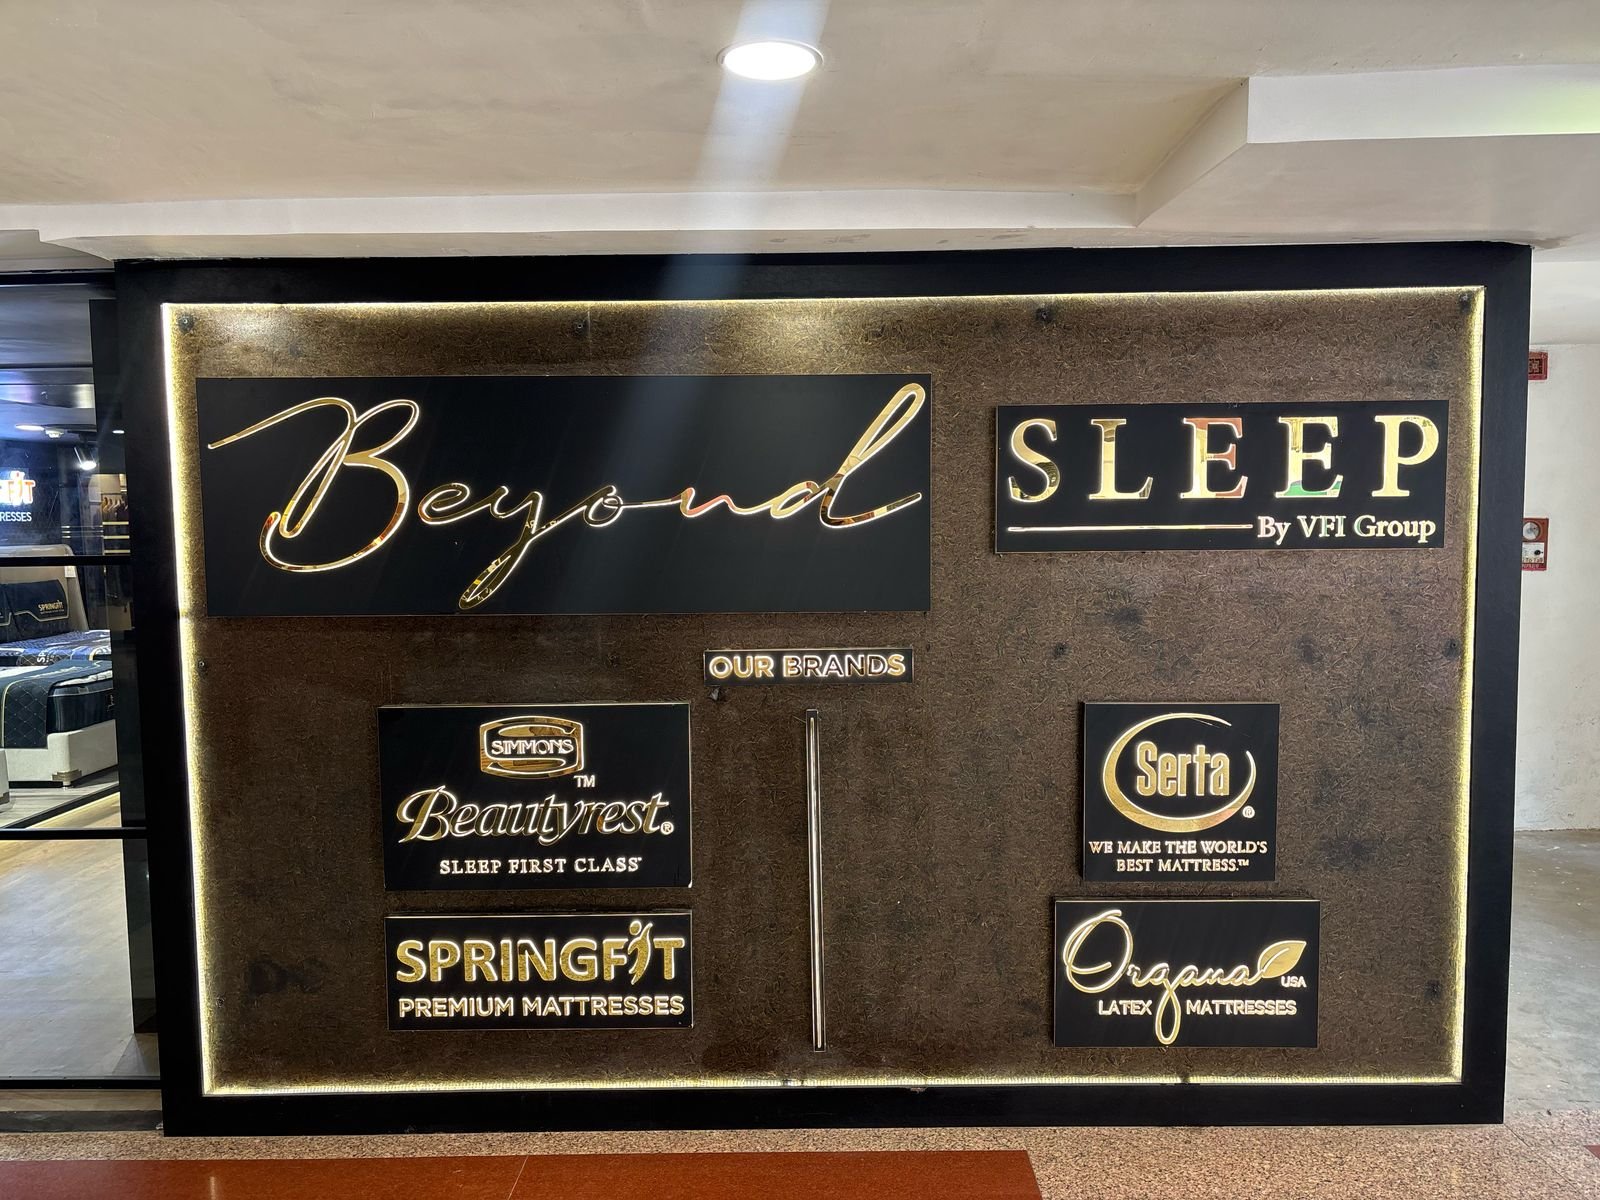 Beyond
SLEEP
By VFI Group
OUR BRANDS
SIMMONS
TM
Beautyrest®
SLEEP FIRST CLASS
Serta®
WE MAKE THE WORLD'S
BEST MATTRESS.™
SPRINGFIT
PREMIUM MATTRESSES
Organa USA
LATEX MATTRESSES
SPRINGFIT